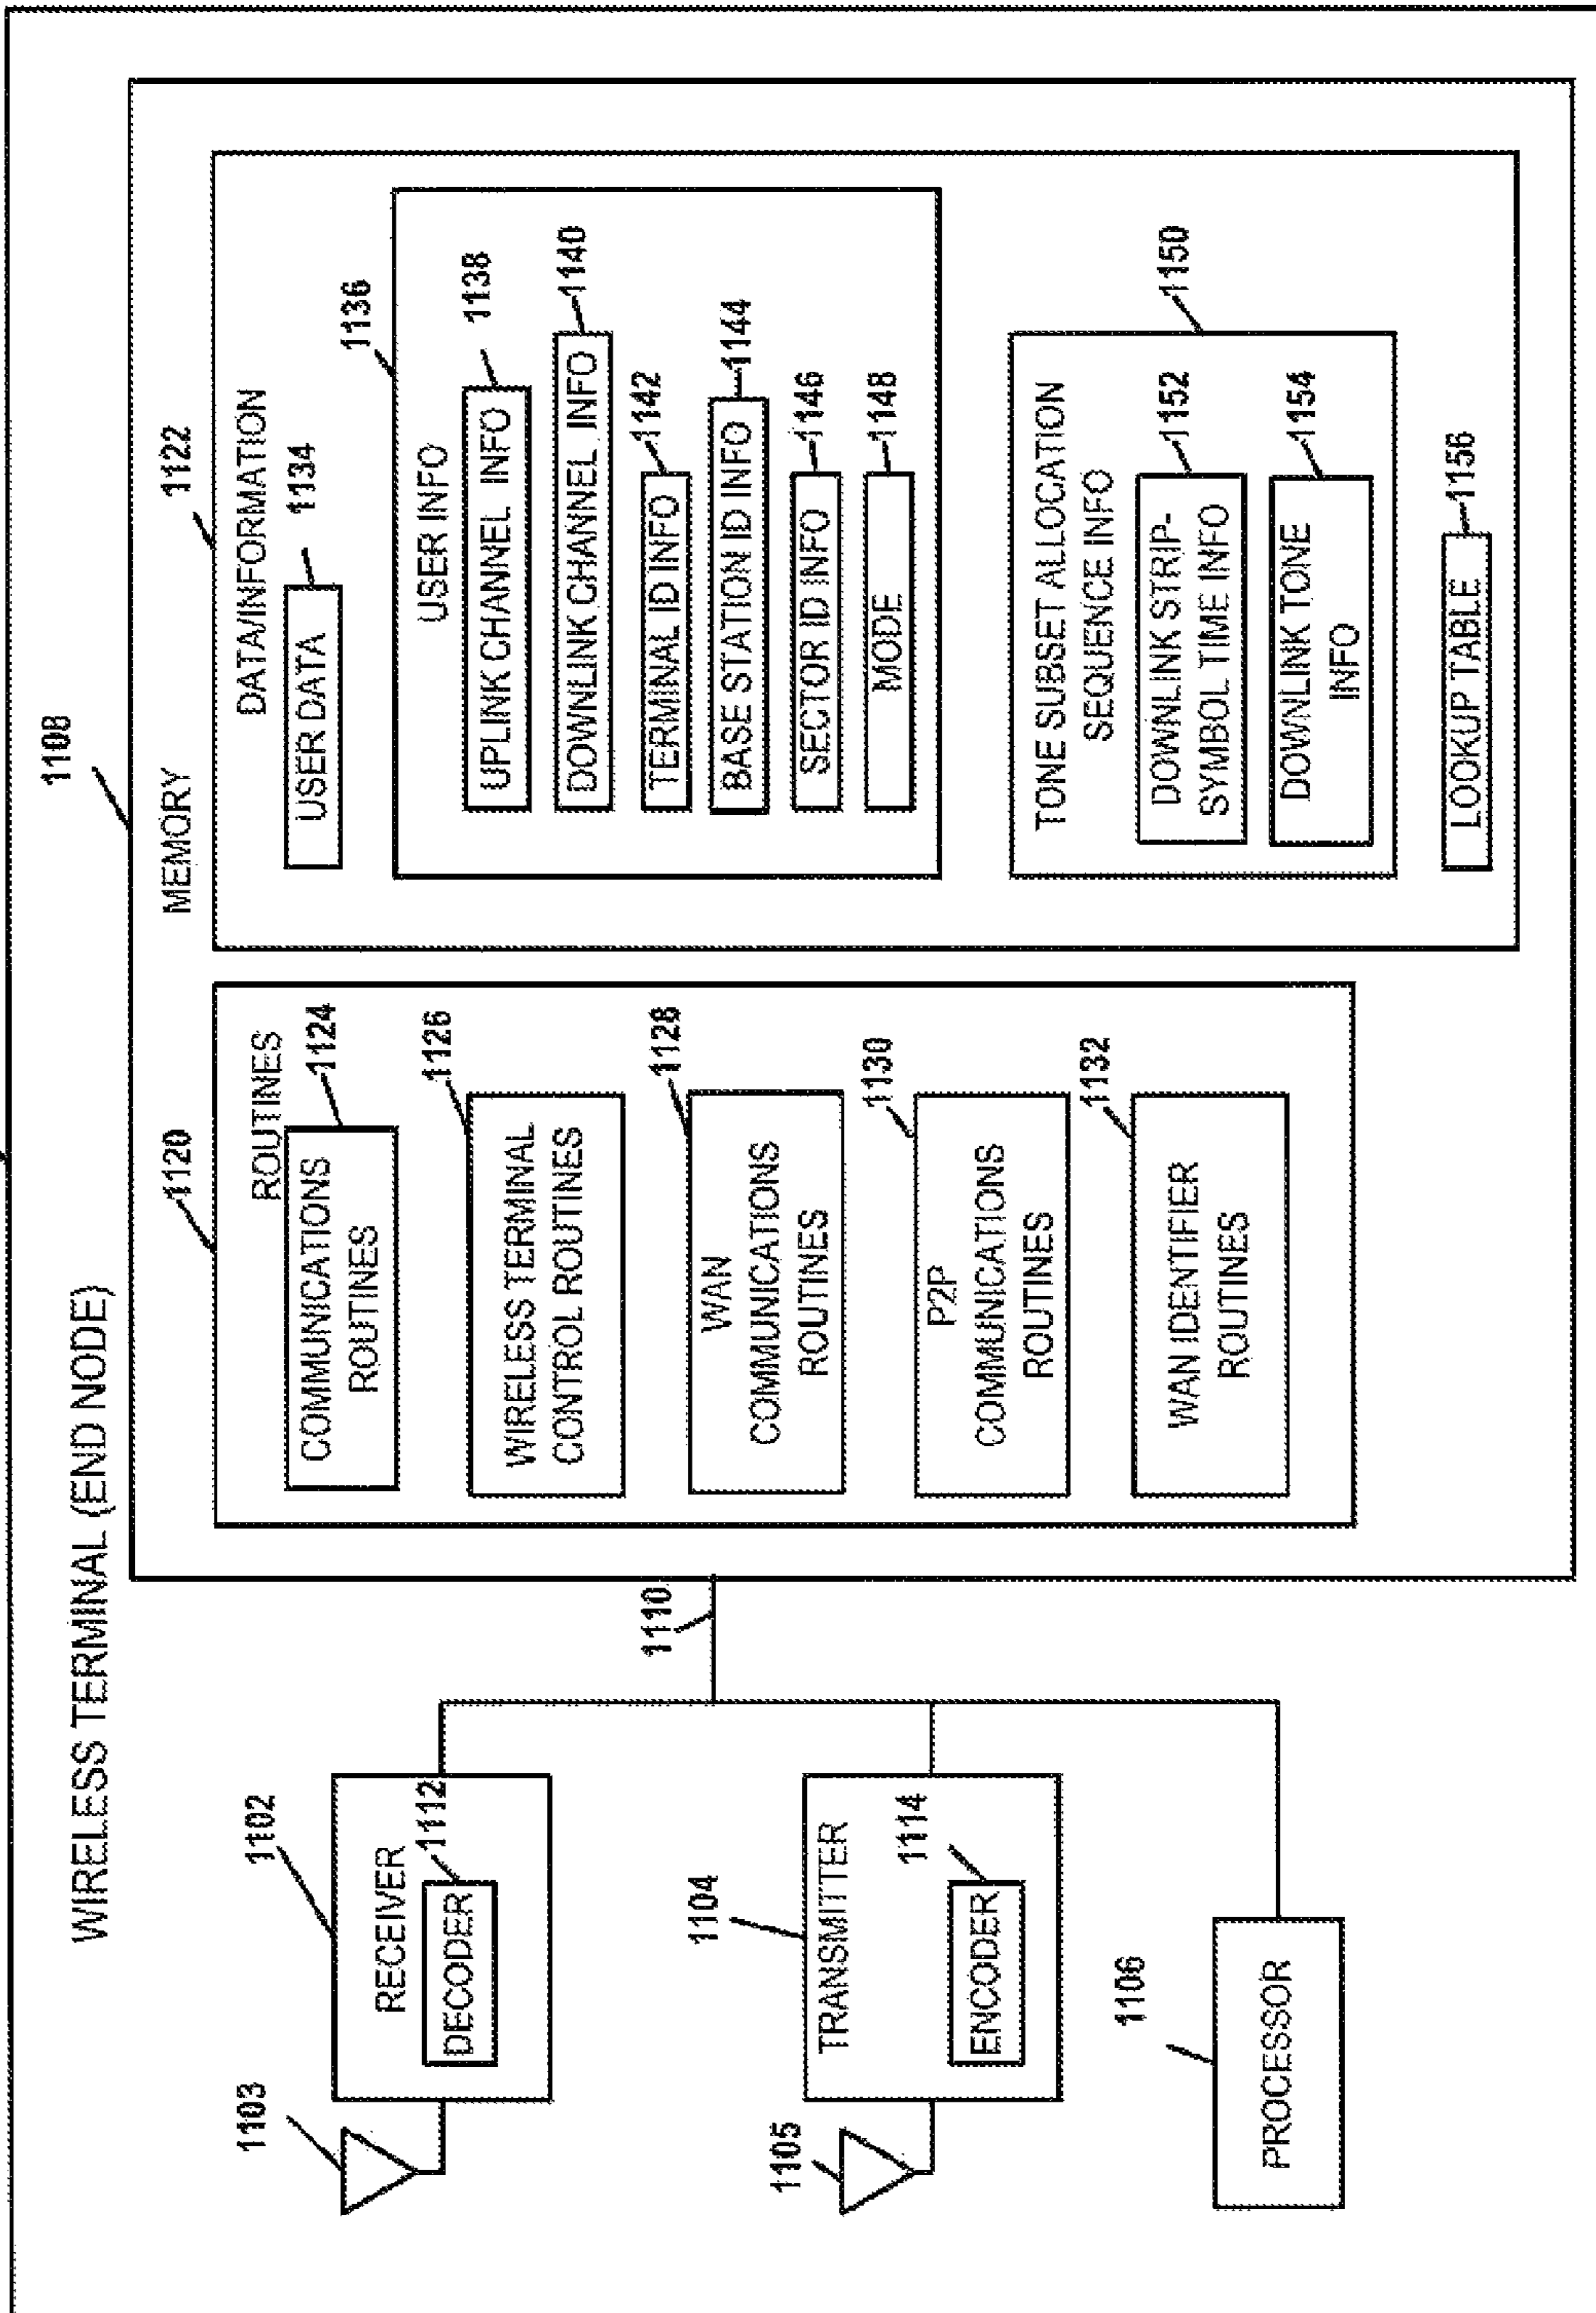 WIRELESS TERMINAL (END NODE)
1103
1102
RECEIVER
DECODER
1112
1105
1104
TRANSMITTER
ENCODER
1114
1106
PROCESSOR
1110
1108
MEMORY
1120
ROUTINES
COMMUNICATIONS
ROUTINES
1124
WIRELESS TERMINAL
CONTROL ROUTINES
1126
WAN
COMMUNICATIONS
ROUTINES
1128
P2P
COMMUNICATIONS
ROUTINES
1130
WAN IDENTIFIER
ROUTINES
1132
1122
DATA/INFORMATION
USER DATA
1134
1136
USER INFO
UPLINK CHANNEL INFO
1138
DOWNLINK CHANNEL INFO
1140
TERMINAL ID INFO
1142
BASE STATION ID INFO
1144
SECTOR ID INFO
1146
MODE
1148
TONE SUBSET ALLOCATION
SEQUENCE INFO
1150
DOWNLINK STRIP-
SYMBOL TIME INFO
1152
DOWNLINK TONE
INFO
1154
LOOKUP TABLE
1156